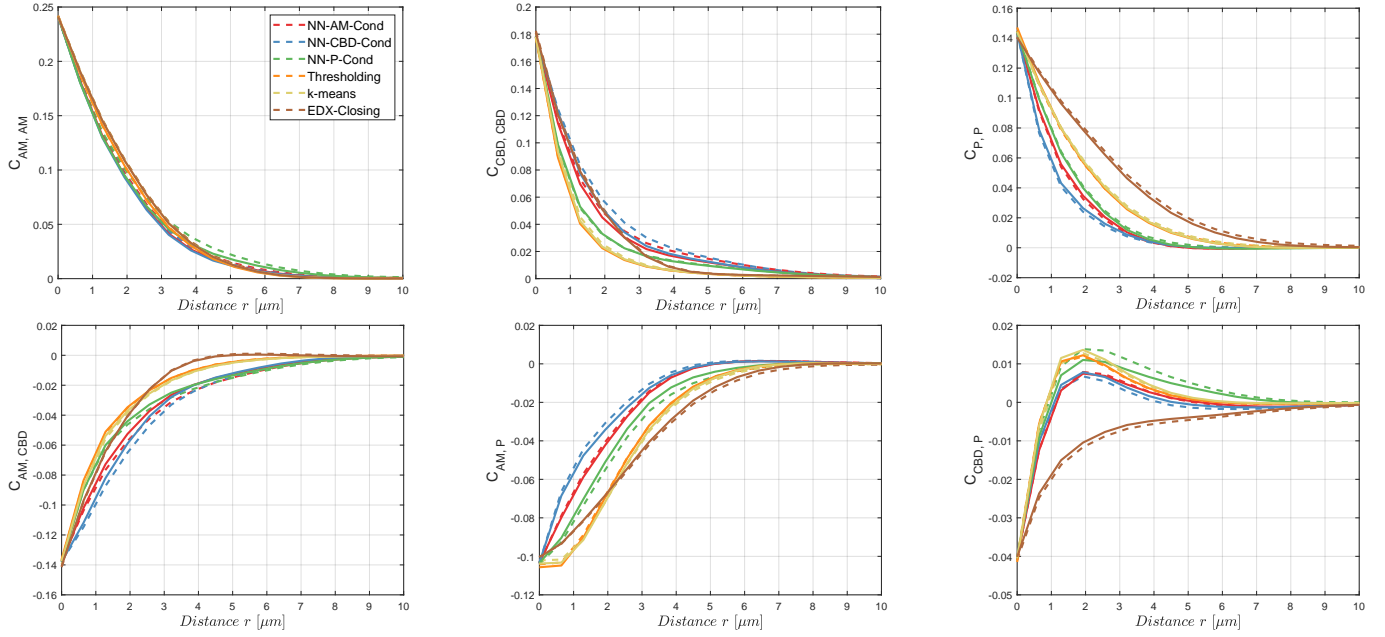 0.25
0.2
0.15
0.1
0.05
0
C_AM, AM
0 1 2 3 4 5 6 7 8 9 10
Distance r [μm]
NN-AM-Cond
NN-CBD-Cond
NN-P-Cond
Thresholding
k-means
EDX-Closing
0.2
0.18
0.16
0.14
0.12
0.1
0.08
0.06
0.04
0.02
0
C_CBD, CBD
0 1 2 3 4 5 6 7 8 9 10
Distance r [μm]
0.16
0.14
0.12
0.1
0.08
0.06
0.04
0.02
0
-0.02
C_P, P
0 1 2 3 4 5 6 7 8 9 10
Distance r [μm]
0.02
0
-0.02
-0.04
-0.06
-0.08
-0.1
-0.12
-0.14
-0.16
C_AM, CBD
0 1 2 3 4 5 6 7 8 9 10
Distance r [μm]
0.02
0
-0.02
-0.04
-0.06
-0.08
-0.1
-0.12
C_AM, P
0 1 2 3 4 5 6 7 8 9 10
Distance r [μm]
0.02
0.01
0
-0.01
-0.02
-0.03
-0.04
-0.05
C_CBD, P
0 1 2 3 4 5 6 7 8 9 10
Distance r [μm]